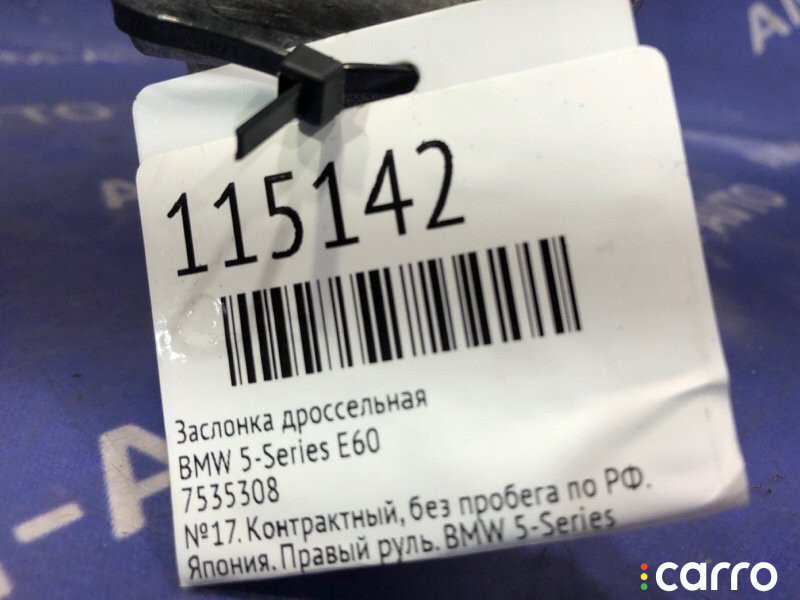 115142
Заслонка дроссельная
BMW 5-Series E60
7535308
№17. Контрактный, без пробега по РФ.
Япония. Правый руль. BMW 5-Series
carro